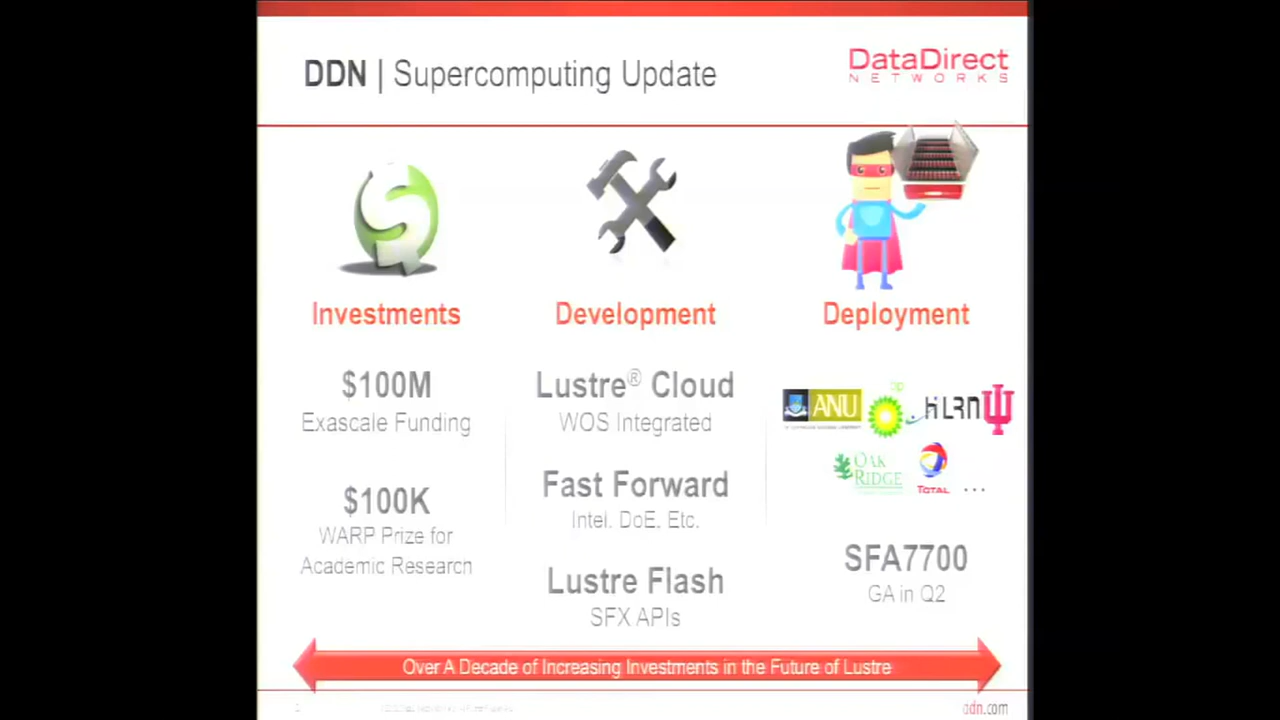 DDN | Supercomputing Update
DataDirect
NETWORKS
Investments
Development
Deployment
$100M
Exascale Funding
$100K
WARP Prize for
Academic Research
Lustre® Cloud
WOS Integrated
Fast Forward
Intel, DoE, Etc.
Lustre Flash
SFX APIs
ANU
bp
HLRN
OAK
RIDGE
TOTAL
...
SFA7700
GA in Q2
Over A Decade of Increasing Investments in the Future of Lustre
ddn.com